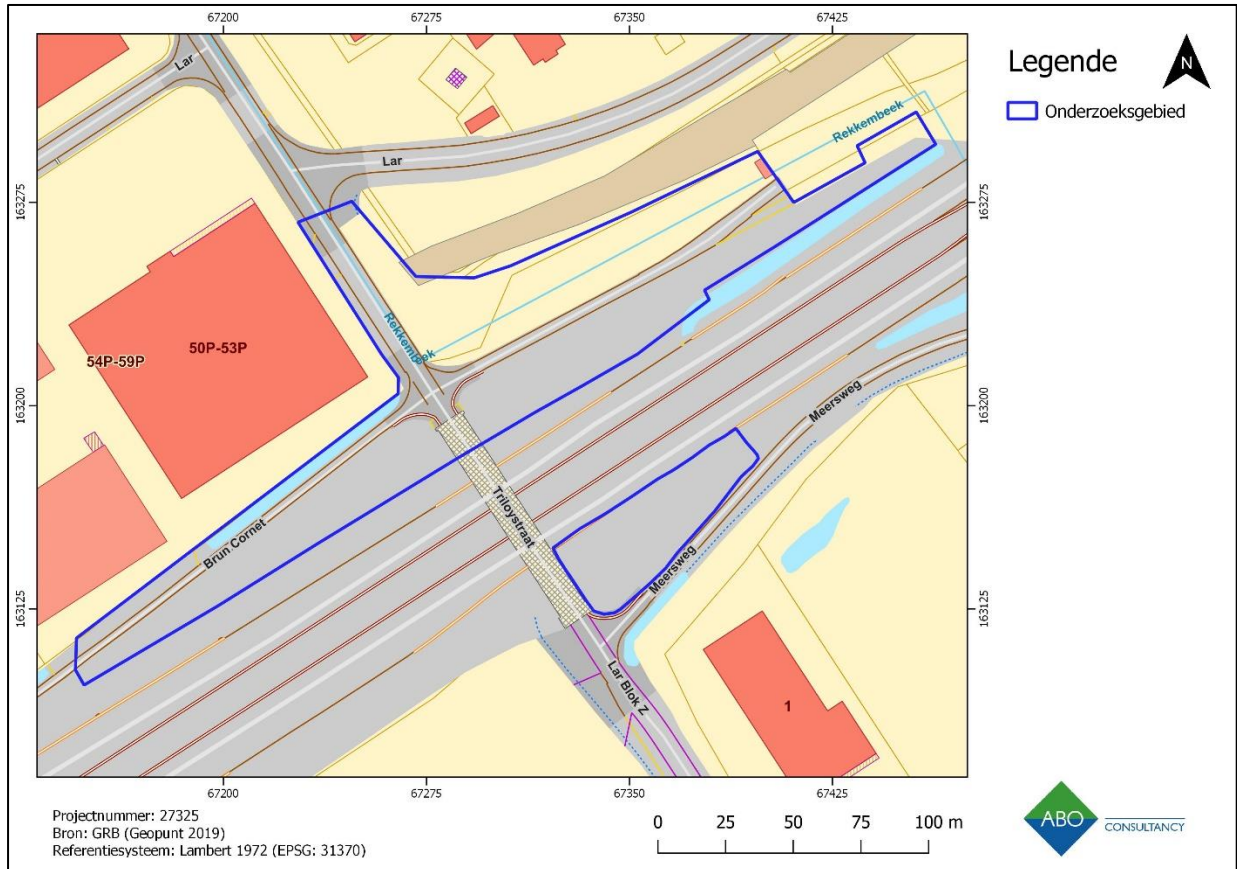 67200
67275
67350
67425
Legende
N
Onderzoeksgebied
Lar
Lar
Rekkembeek
163275
163275
50P-53P
54P-59P
Rekkembeek
Meersweg
163200
163200
Triloystraat
Brun Cornet
Meersweg
163125
163125
Lar Blok Z
1
67200
67275
67350
67425
Projectnummer: 27325
Bron: GRB (Geopunt 2019)
Referentiesysteem: Lambert 1972 (EPSG: 31370)
0 25 50 75 100 m
ABO
CONSULTANCY